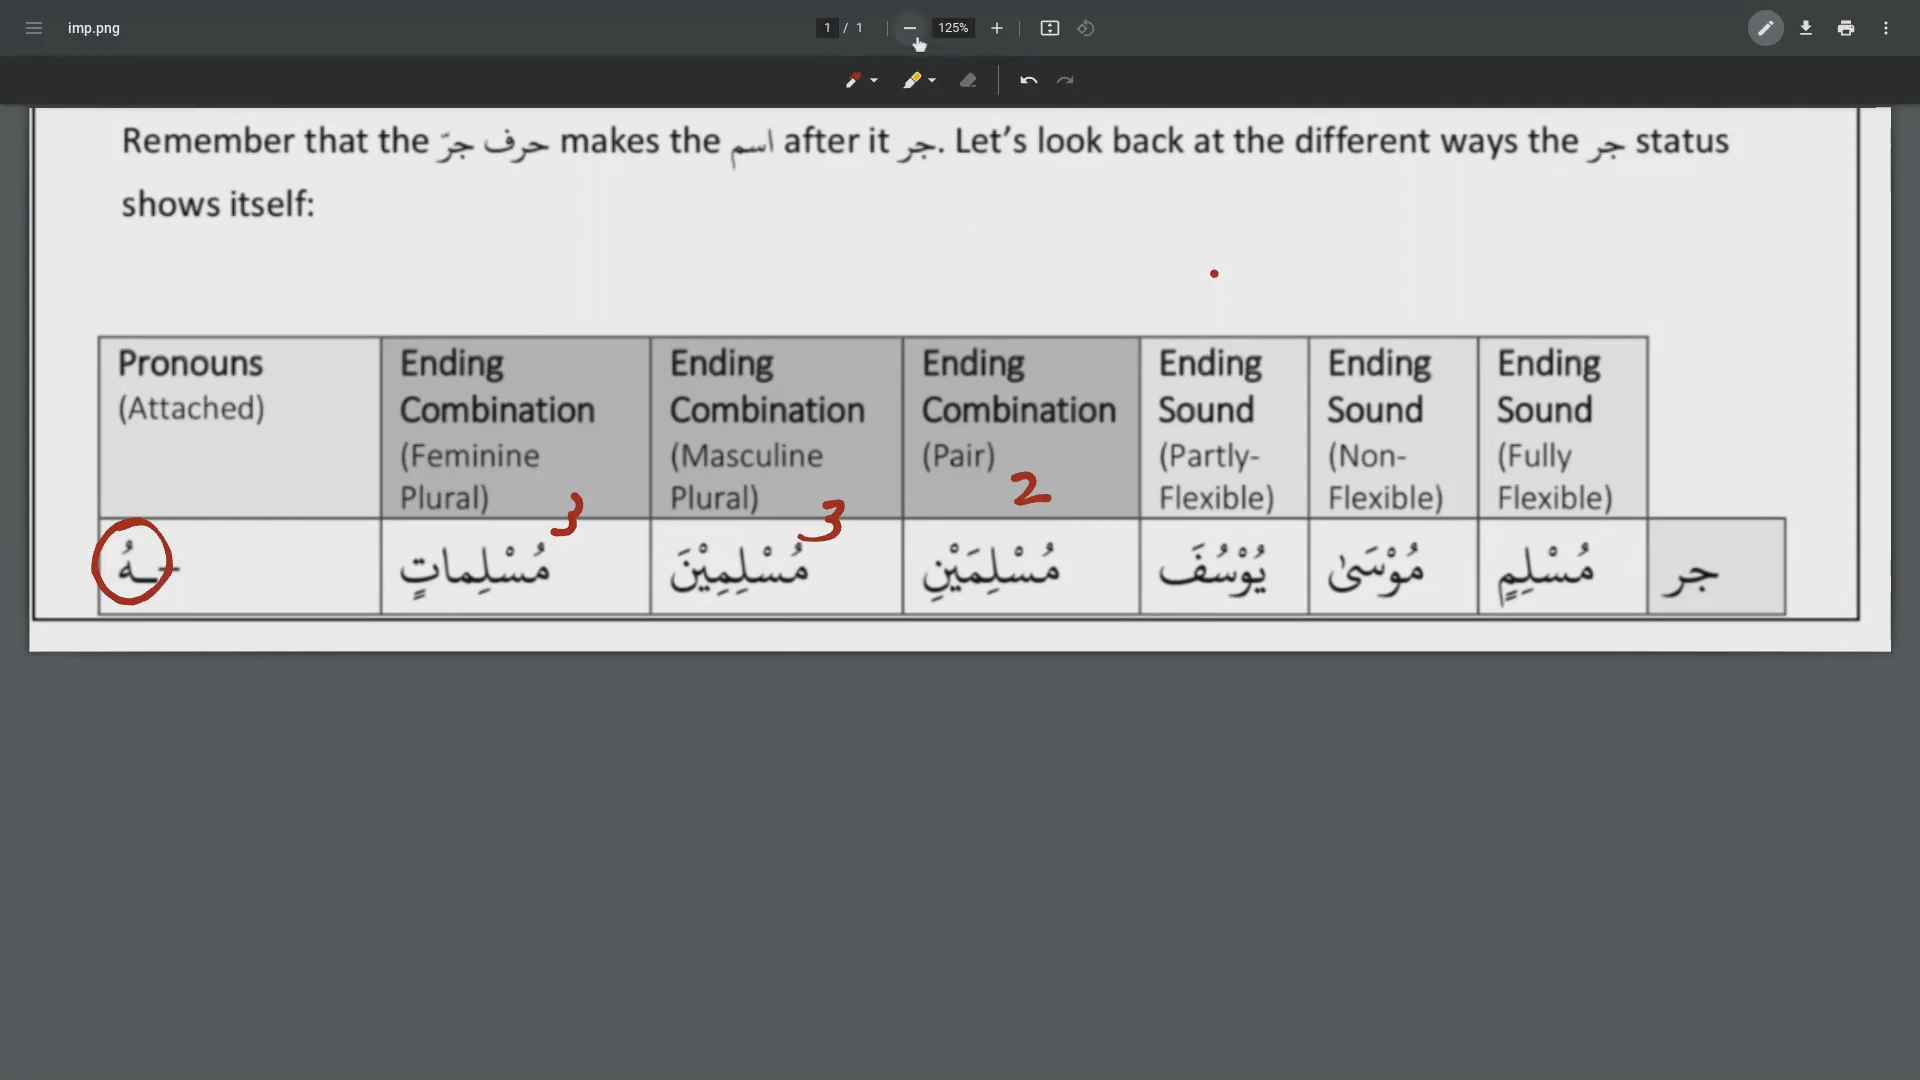 imp.png
1 / 1
125%
Remember that the حرف جرّ makes the اسم after it جر. Let’s look back at the different ways the جر status
shows itself:
Pronouns
(Attached)
Ending
Combination
(Feminine
Plural)
3
Ending
Combination
(Masculine
Plural)
3
Ending
Combination
(Pair)
2
Ending
Sound
(Partly-
Flexible)
Ending
Sound
(Non-
Flexible)
Ending
Sound
(Fully
Flexible)
جر
مُسْلِمٍ
مُوْسَىٰ
يُوْسُفَ
مُسْلِمَيْنِ
مُسْلِمِيْنَ
مُسْلِماتٍ
ـهُ